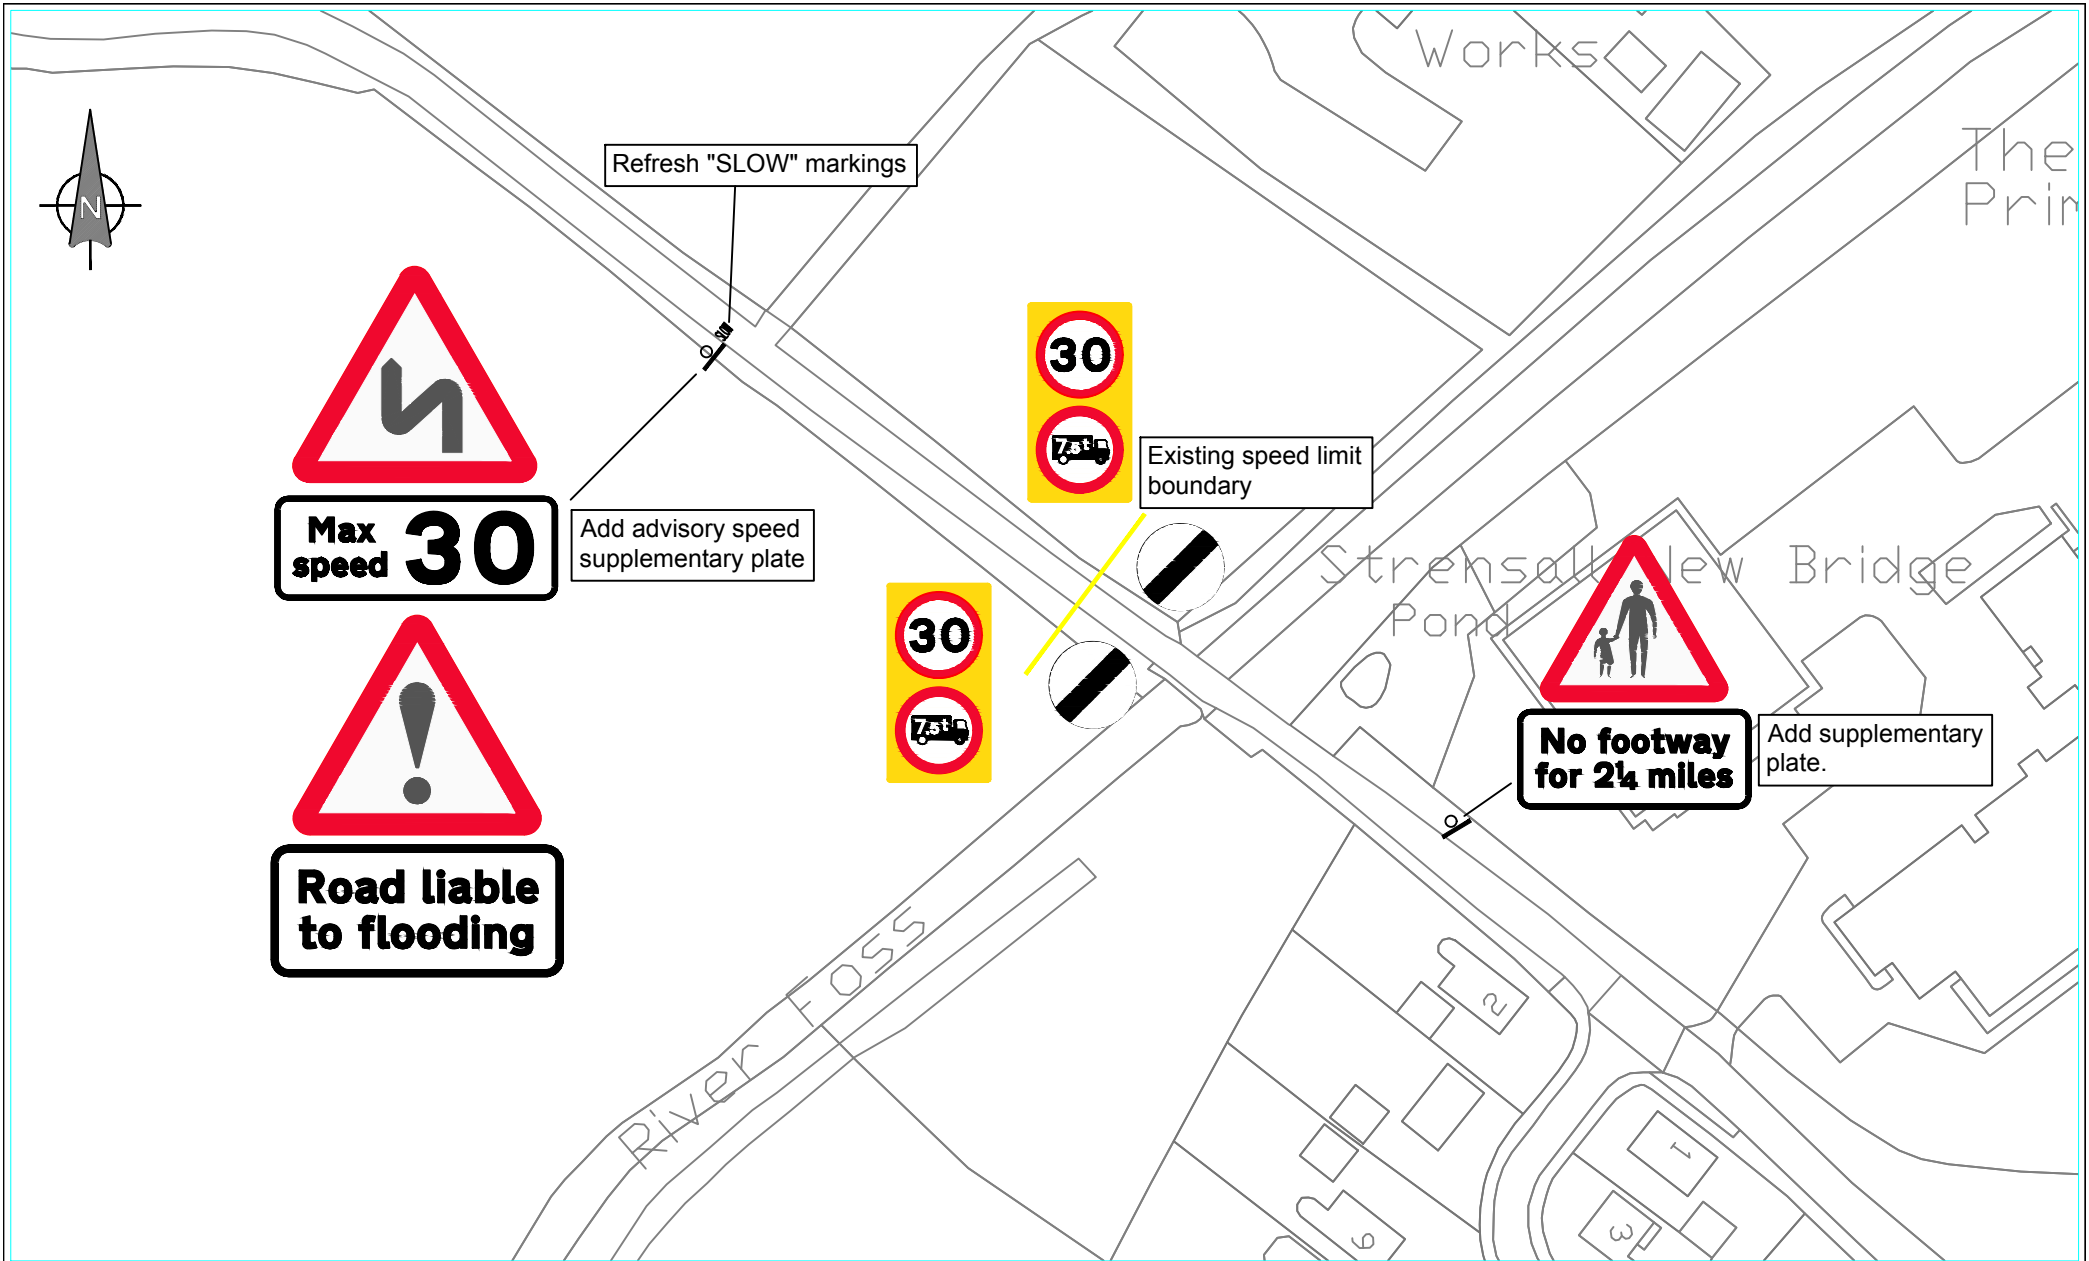 Works
The
Prin
Refresh "SLOW" markings
N
SLOW
30
7.5t
Existing speed limit
boundary
Max
speed 30
Add advisory speed
supplementary plate
Strensall New Bridge
Pond
30
7.5t
No footway
for 2¼ miles
Add supplementary
plate.
Road liable
to flooding
River Foss
2
1
3
9